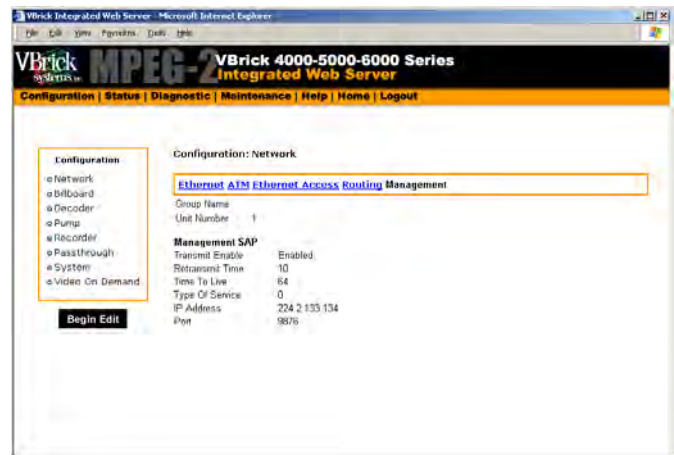 VBrick Integrated Web Server - Microsoft Internet Explorer
File Edit View Favorites Tools Help
VBrick
systems
MPEG-2
VBrick 4000-5000-6000 Series
Integrated Web Server
Configuration | Status | Diagnostic | Maintenance | Help | Home | Logout
Configuration
Network
Billboard
Decoder
Pump
Recorder
Passthrough
System
Video On Demand
Begin Edit
Configuration: Network
Ethernet ATM Ethernet Access Routing Management
Group Name
Unit Number 1
Management SAP
Transmit Enable Enabled
Retransmit Time 10
Time To Live 64
Type Of Service 0
IP Address 224 2 133 134
Port 9876